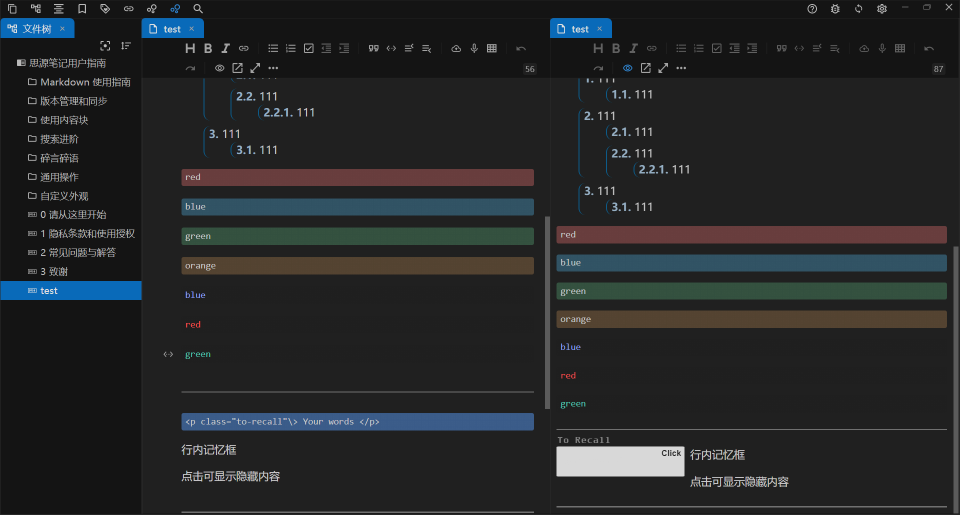 文件树 ×
思源笔记用户指南
Markdown 使用指南
版本管理和同步
使用内容块
搜索进阶
碎言碎语
通用操作
自定义外观
0 请从这里开始
1 隐私条款和使用授权
2 常见问题与解答
3 致谢
test
test ×
56
2.2. 111
2.2.1. 111
3. 111
3.1. 111
red
blue
green
orange
blue
red
green
<p class="to-recall"\> Your words </p>
行内记忆框
点击可显示隐藏内容
test ×
87
1. 111
1.1. 111
2. 111
2.1. 111
2.2. 111
2.2.1. 111
3. 111
3.1. 111
red
blue
green
orange
blue
red
green
To Recall
Click
行内记忆框
点击可显示隐藏内容